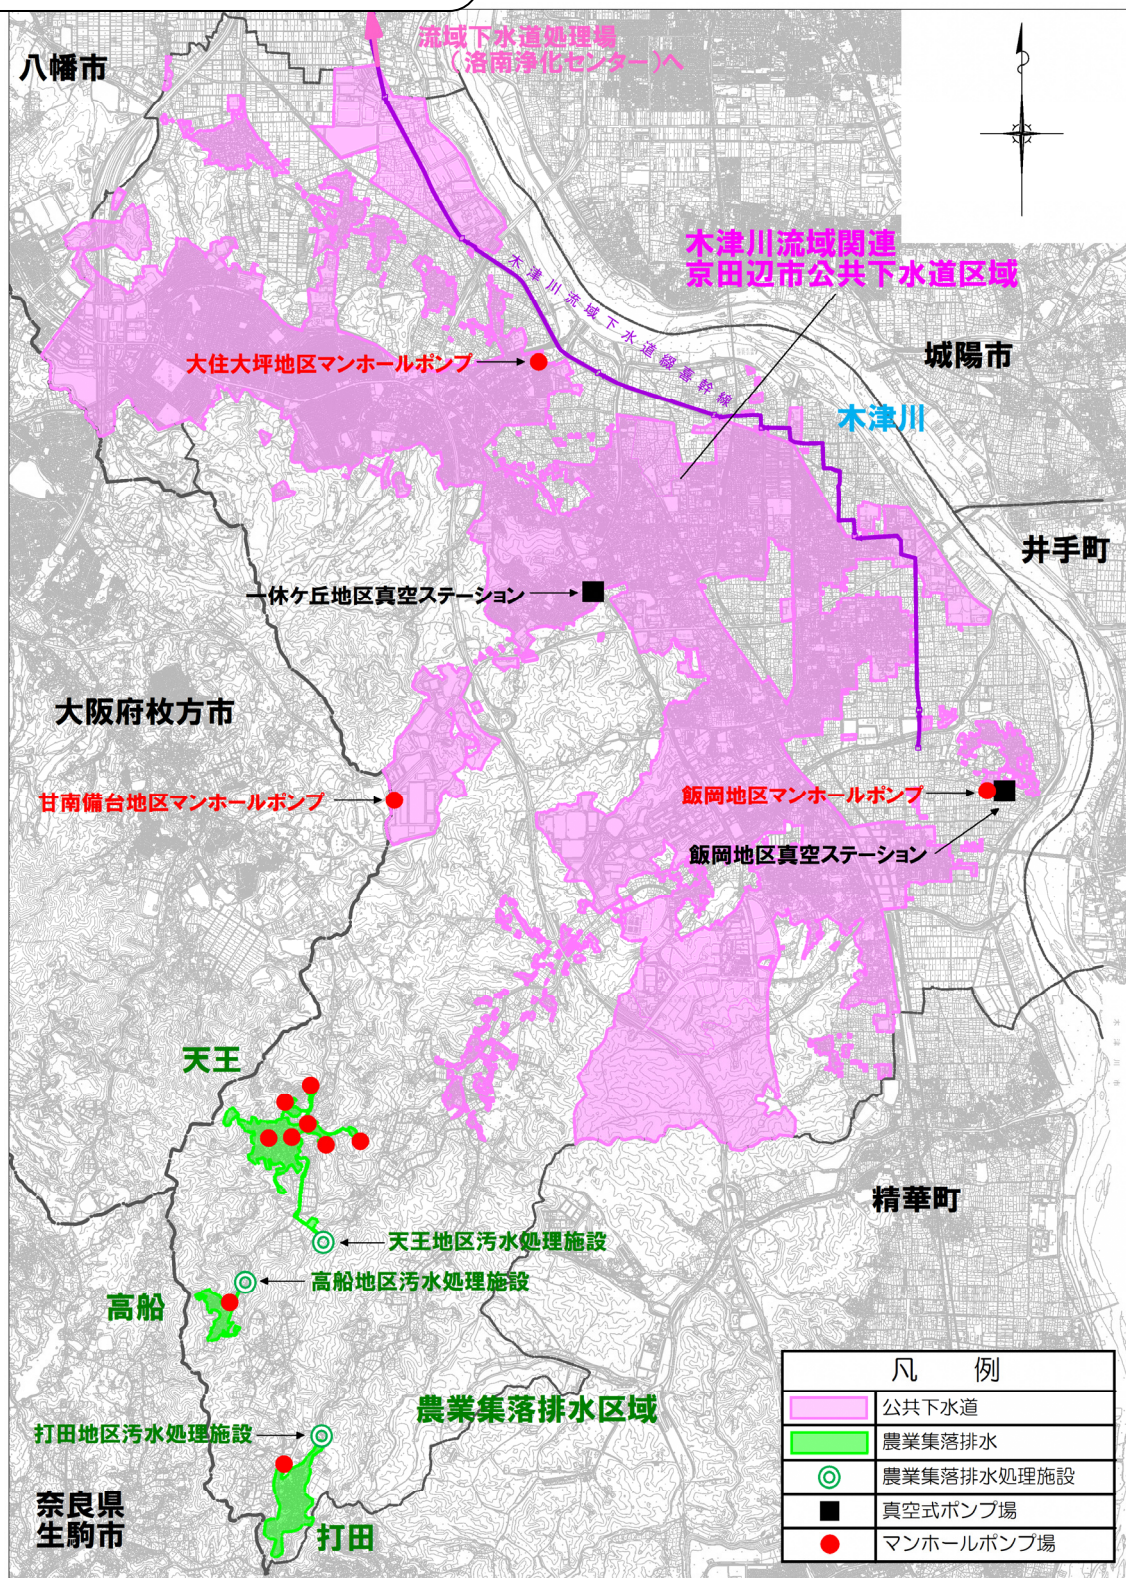 流域下水道処理場
(洛南浄化センター)へ
八幡市
木津川流域関連
京田辺市公共下水道区域
木津川流域下水道綴喜幹線
城陽市
大住大坪地区マンホールポンプ
木津川
井手町
一休ケ丘地区真空ステーション
大阪府枚方市
甘南備台地区マンホールポンプ
飯岡地区マンホールポンプ
飯岡地区真空ステーション
天王
精華町
天王地区汚水処理施設
高船地区汚水処理施設
高船
農業集落排水区域
打田地区汚水処理施設
奈良県
生駒市
打田
凡 例
公共下水道
農業集落排水
農業集落排水処理施設
真空式ポンプ場
マンホールポンプ場